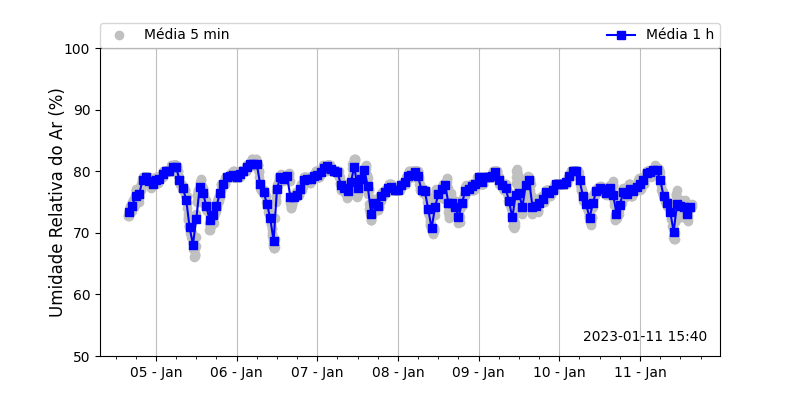 Média 5 min
Média 1 h
Umidade Relativa do Ar (%)
100
90
80
70
60
50
2023-01-11 15:40
05 - Jan
06 - Jan
07 - Jan
08 - Jan
09 - Jan
10 - Jan
11 - Jan